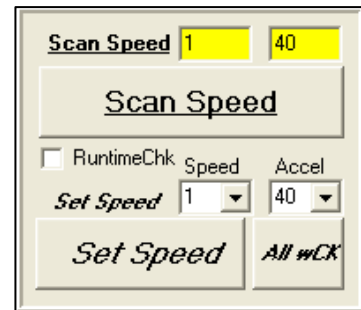 Scan Speed 1 40
Scan Speed
RuntimeChk Speed Accel
Set Speed 1 40
Set Speed All wCK